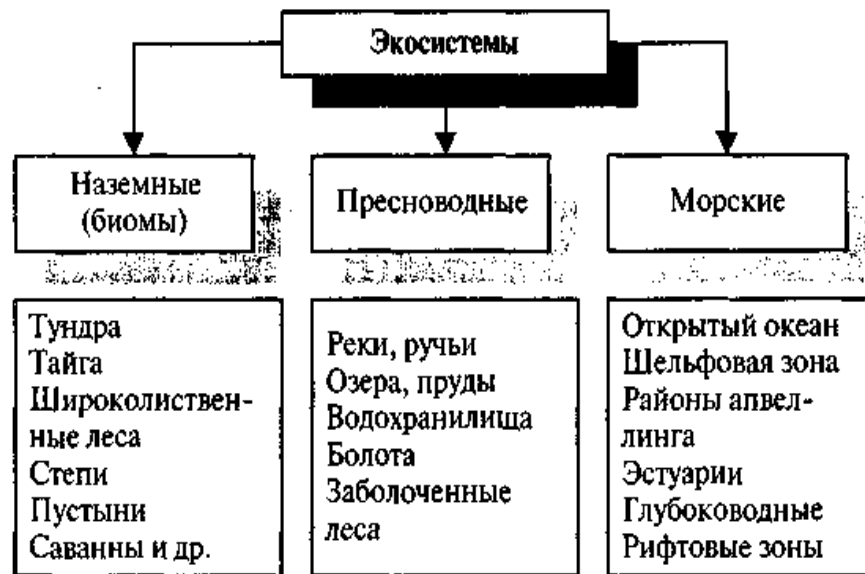 Экосистемы
Наземные
(биомы)
Пресноводные
Морские
Тундра
Тайга
Широколиствен-
ные леса
Степи
Пустыни
Саванны и др.
Реки, ручьи
Озера, пруды
Водохранилища
Болота
Заболоченные
леса
Открытый океан
Шельфовая зона
Районы апвел-
линга
Эстуарии
Глубоководные
Рифтовые зоны